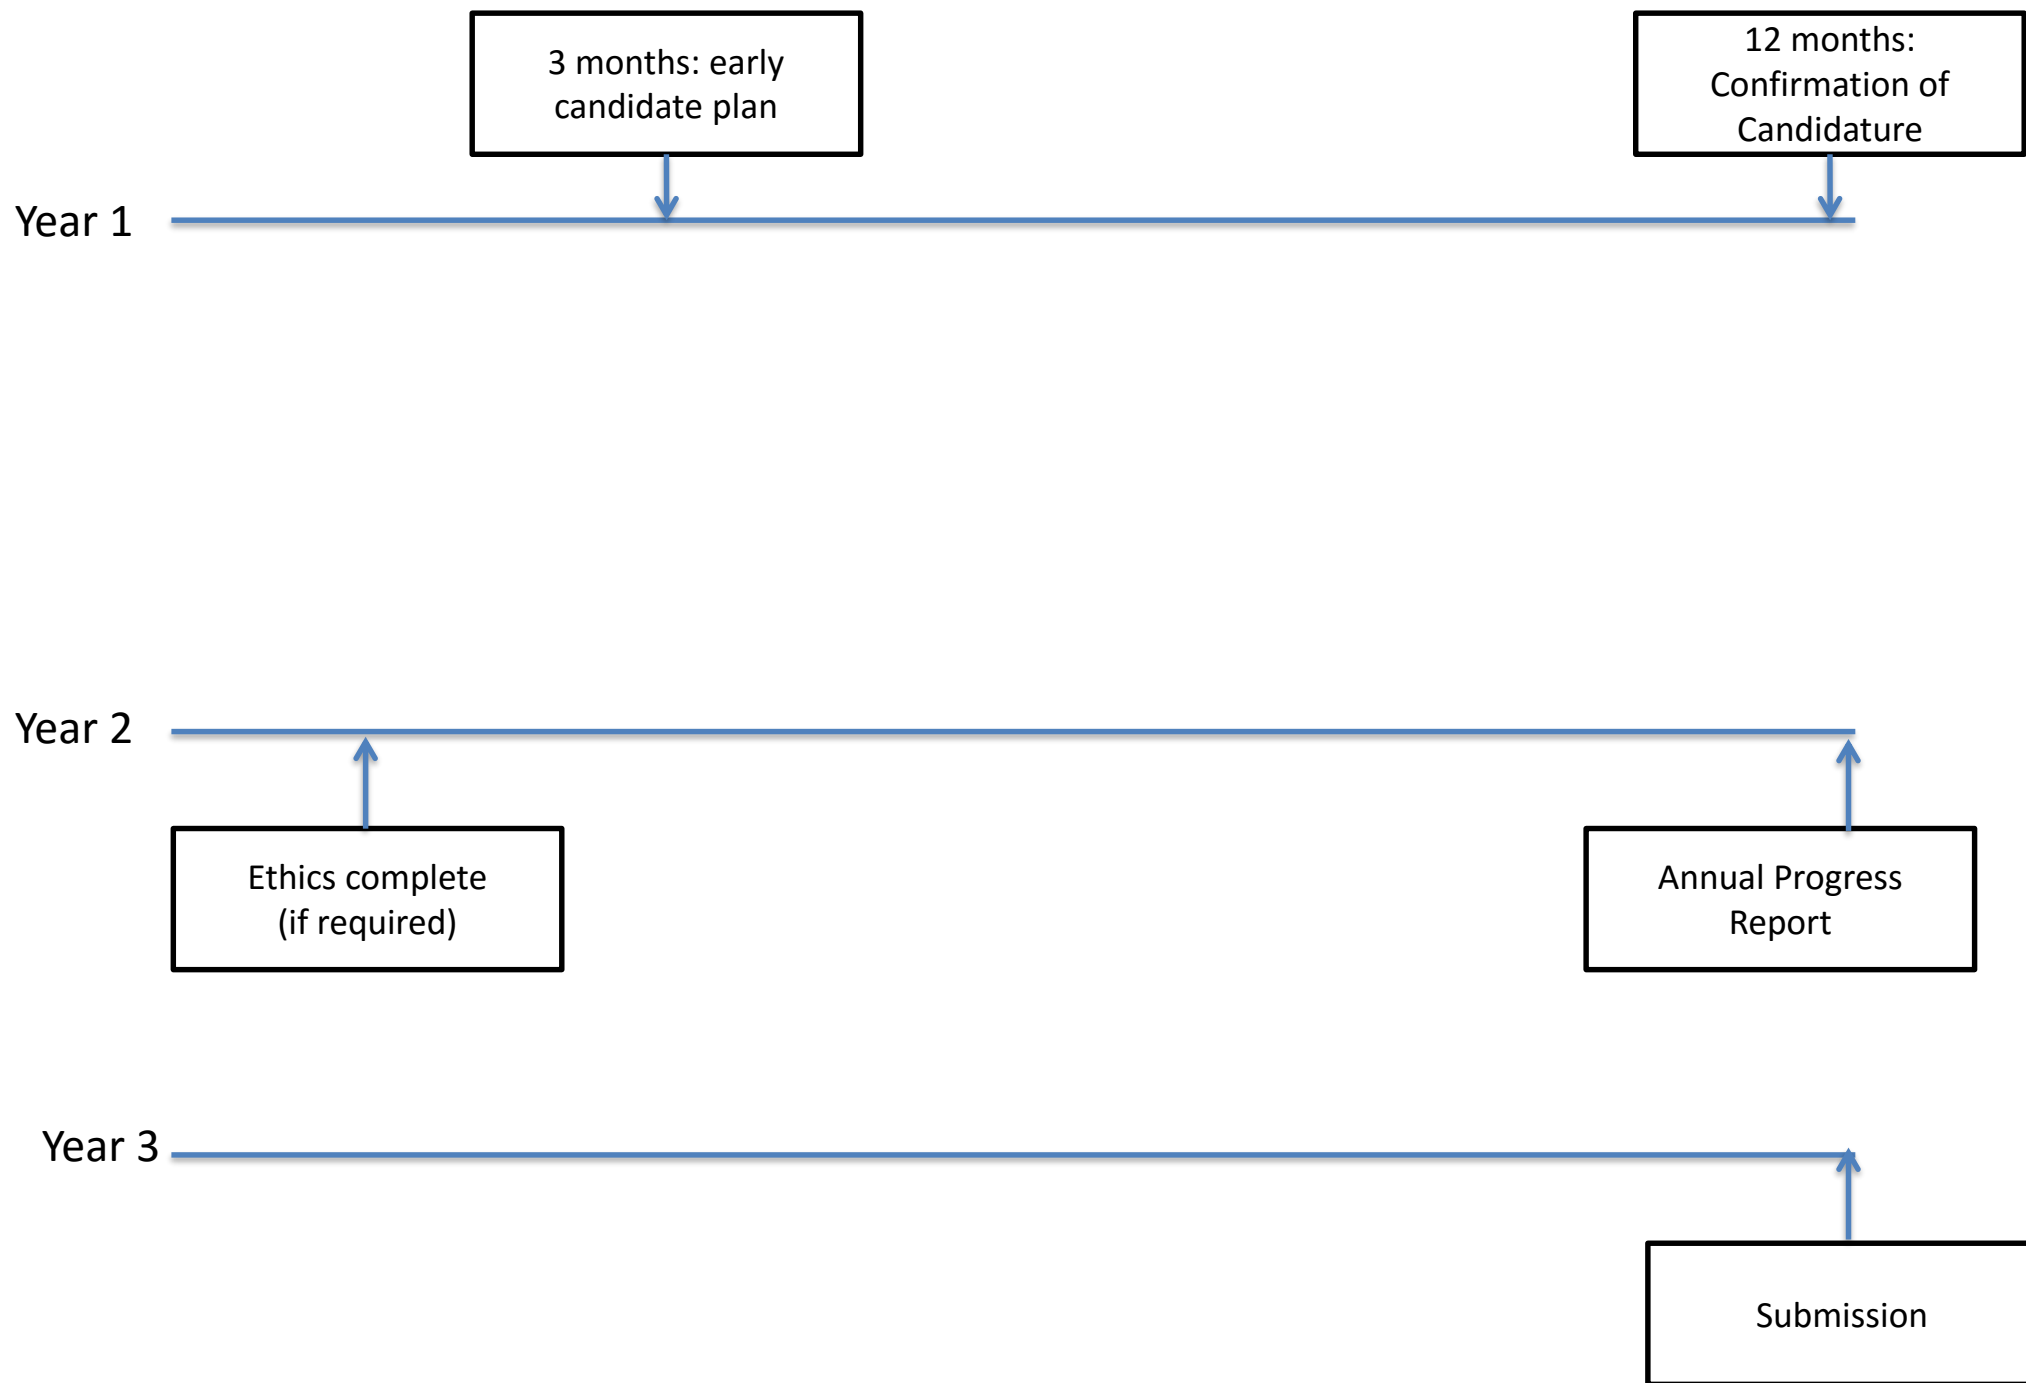 3 months: early
candidate plan
12 months:
Confirmation of
Candidature
Year 1
Year 2
Ethics complete
(if required)
Annual Progress
Report
Year 3
Submission